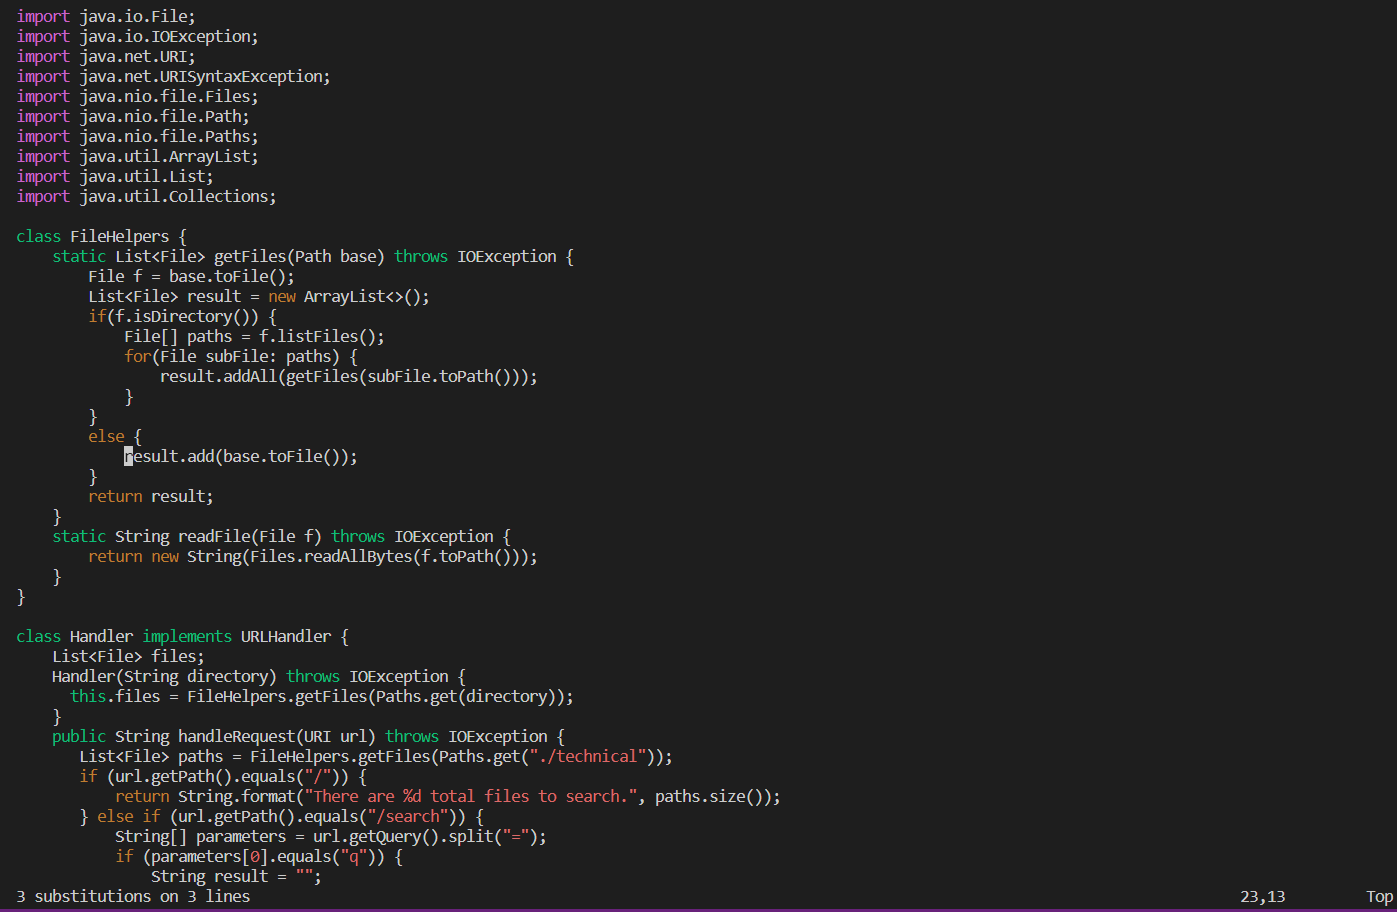 import java.io.File;
import java.io.IOException;
import java.net.URI;
import java.net.URISyntaxException;
import java.nio.file.Files;
import java.nio.file.Path;
import java.nio.file.Paths;
import java.util.ArrayList;
import java.util.List;
import java.util.Collections;

class FileHelpers {
    static List<File> getFiles(Path base) throws IOException {
        File f = base.toFile();
        List<File> result = new ArrayList<>();
        if(f.isDirectory()) {
            File[] paths = f.listFiles();
            for(File subFile: paths) {
                result.addAll(getFiles(subFile.toPath()));
            }
        }
        else {
            result.add(base.toFile());
        }
        return result;
    }
    static String readFile(File f) throws IOException {
        return new String(Files.readAllBytes(f.toPath()));
    }
}

class Handler implements URLHandler {
    List<File> files;
    Handler(String directory) throws IOException {
      this.files = FileHelpers.getFiles(Paths.get(directory));
    }
    public String handleRequest(URI url) throws IOException {
       List<File> paths = FileHelpers.getFiles(Paths.get("./technical"));
       if (url.getPath().equals("/")) {
           return String.format("There are %d total files to search.", paths.size());
       } else if (url.getPath().equals("/search")) {
           String[] parameters = url.getQuery().split("=");
           if (parameters[0].equals("q")) {
               String result = "";
3 substitutions on 3 lines 23,13 Top